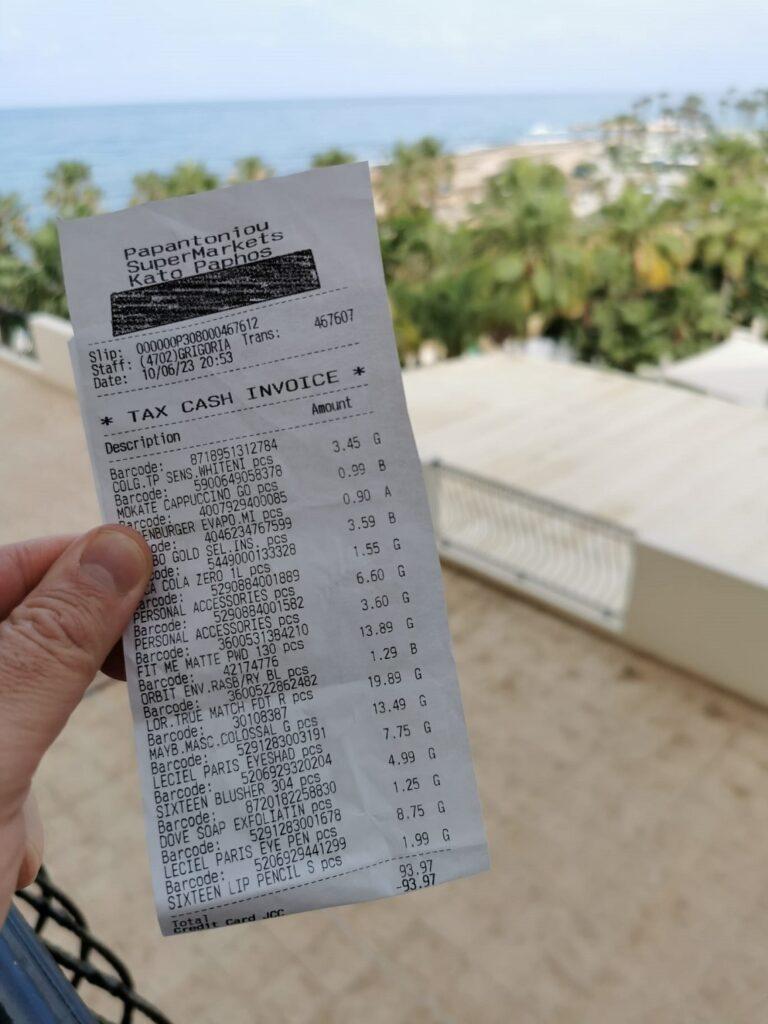 Papantoniou
SuperMarkets
Kato Paphos
Slip: 000000P308000467612
Staff: (4702)GRIGORIA Trans: 467607
Date: 10/06/23 20:53
* TAX CASH INVOICE *
Description Amount
Barcode: 8718951312784
COLG.TP SENS.WHITENI pcs 3.45 G
Barcode: 5900649058378
MOKATE CAPPUCCINO GO pcs 0.99 B
4007929400085
ENBURGER EVAPO.MI pcs 0.90 A
ode: 4046234767599
BO GOLD SEL.INS. pcs 3.59 B
5449000133328
CA COLA ZERO 1L pcs 1.55 G
arcode: 5290884001889
PERSONAL ACCESSORIES pcs 6.60 G
Barcode: 5290884001582
PERSONAL ACCESSORIES pcs 3.60 G
Barcode: 3600531384210
FIT ME MATTE PWD 130 pcs 13.89 G
Barcode: 42174776
ORBIT ENV.RASB/RY BL pcs 1.29 B
Barcode: 3600522862482
LOR.TRUE MATCH FDT R pcs 19.89 G
Barcode: 30108387
MAYB.MASC.COLOSSAL G pcs 13.49 G
Barcode: 5291283003191
LECIEL PARIS EYESHAD pcs 7.75 G
Barcode: 5206929320204
SIXTEEN BLUSHER 304 pcs 4.99 G
Barcode: 8720182258830
DOVE SOAP EXFOLIATIN pcs 1.25 G
Barcode: 5291283001678
LECIEL PARIS EYE PEN pcs 8.75 G
Barcode: 5206929441299
SIXTEEN LIP PENCIL S pcs 1.99 G
Total 93.97
Credit Card JCC -93.97